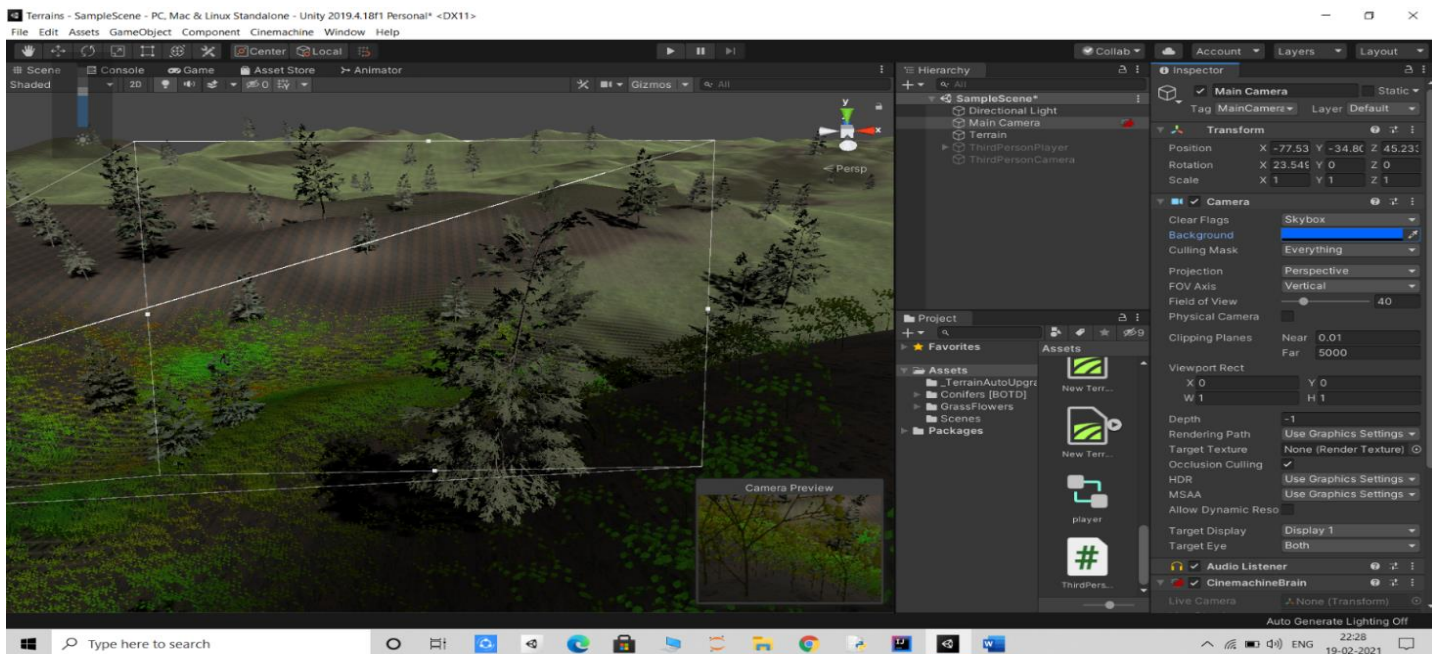 Terrains - SampleScene - PC, Mac & Linux Standalone - Unity 2019.4.18f1 Personal* <DX11>
File Edit Assets GameObject Component Cinemachine Window Help
Center Local Collab Account Layers Layout
Scene Console Game Asset Store Animator
Shaded 2D 0 Gizmos All
y
x
Persp
Camera Preview
Hierarchy
All
SampleScene*
Directional Light
Main Camera
Terrain
ThirdPersonPlayer
ThirdPersonCamera
Project
9
Favorites
Assets
_TerrainAutoUpgra
Conifers [BOTD]
GrassFlowers
Scenes
Packages
Assets
New Terr...
New Terr...
player
#
ThirdPers...
Inspector
Main Camera Static
Tag MainCamera Layer Default
Transform
Position X -77.53 Y -34.80 Z 45.233
Rotation X 23.549 Y 0 Z 0
Scale X 1 Y 1 Z 1
Camera
Clear Flags Skybox
Background
Culling Mask Everything
Projection Perspective
FOV Axis Vertical
Field of View 40
Physical Camera
Clipping Planes Near 0.01
Far 5000
Viewport Rect
X 0 Y 0
W 1 H 1
Depth -1
Rendering Path Use Graphics Settings
Target Texture None (Render Texture)
Occlusion Culling
HDR Use Graphics Settings
MSAA Use Graphics Settings
Allow Dynamic Reso
Target Display Display 1
Target Eye Both
Audio Listener
CinemachineBrain
Live Camera None (Transform)
Auto Generate Lighting Off
Type here to search
ENG
22:28
19-02-2021